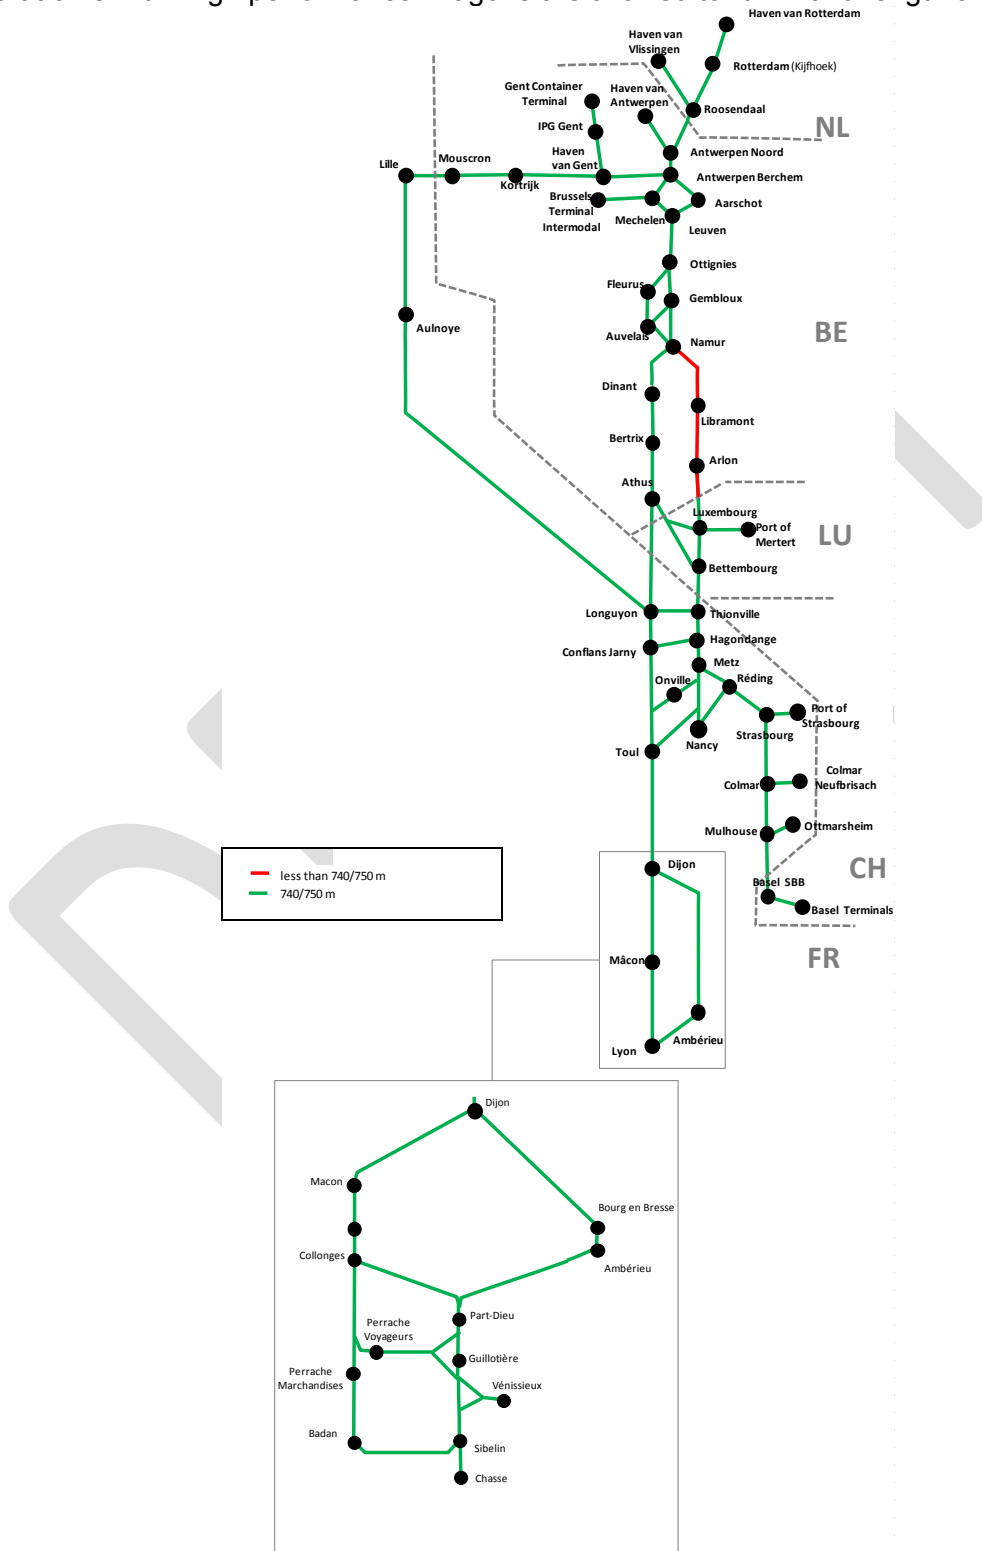 Haven van Rotterdam
Haven van
Vlissingen
Rotterdam (Kijfhoek)
Gent Container
Terminal
Haven van
Antwerpen
Roosendaal
NL
IPG Gent
Haven
van Gent
Antwerpen Noord
Lille
Mouscron
Kortrijk
Antwerpen Berchem
Brussels
Terminal
Intermodal
Mechelen
Aarschot
Leuven
Ottignies
Fleurus
Gembloux
Aulnoye
Auvelais
Namur
BE
Dinant
Libramont
Bertrix
Arlon
Athus
Luxembourg
Port of
Mertert
LU
Bettembourg
Longuyon
Thionville
Conflans Jarny
Hagondange
Metz
Onville
Réding
Port of
Strasbourg
Strasbourg
Nancy
Toul
Colmar
Neufbrisach
Colmar
Mulhouse
Ottmarsheim
Dijon
CH
less than 740/750 m
740/750 m
Basel SBB
Basel Terminals
FR
Mâcon
Ambérieu
Lyon
Dijon
Macon
Bourg en Bresse
Collonges
Ambérieu
Part-Dieu
Perrache
Voyageurs
Guillotière
Perrache
Marchandises
Vénissieux
Badan
Sibelin
Chasse